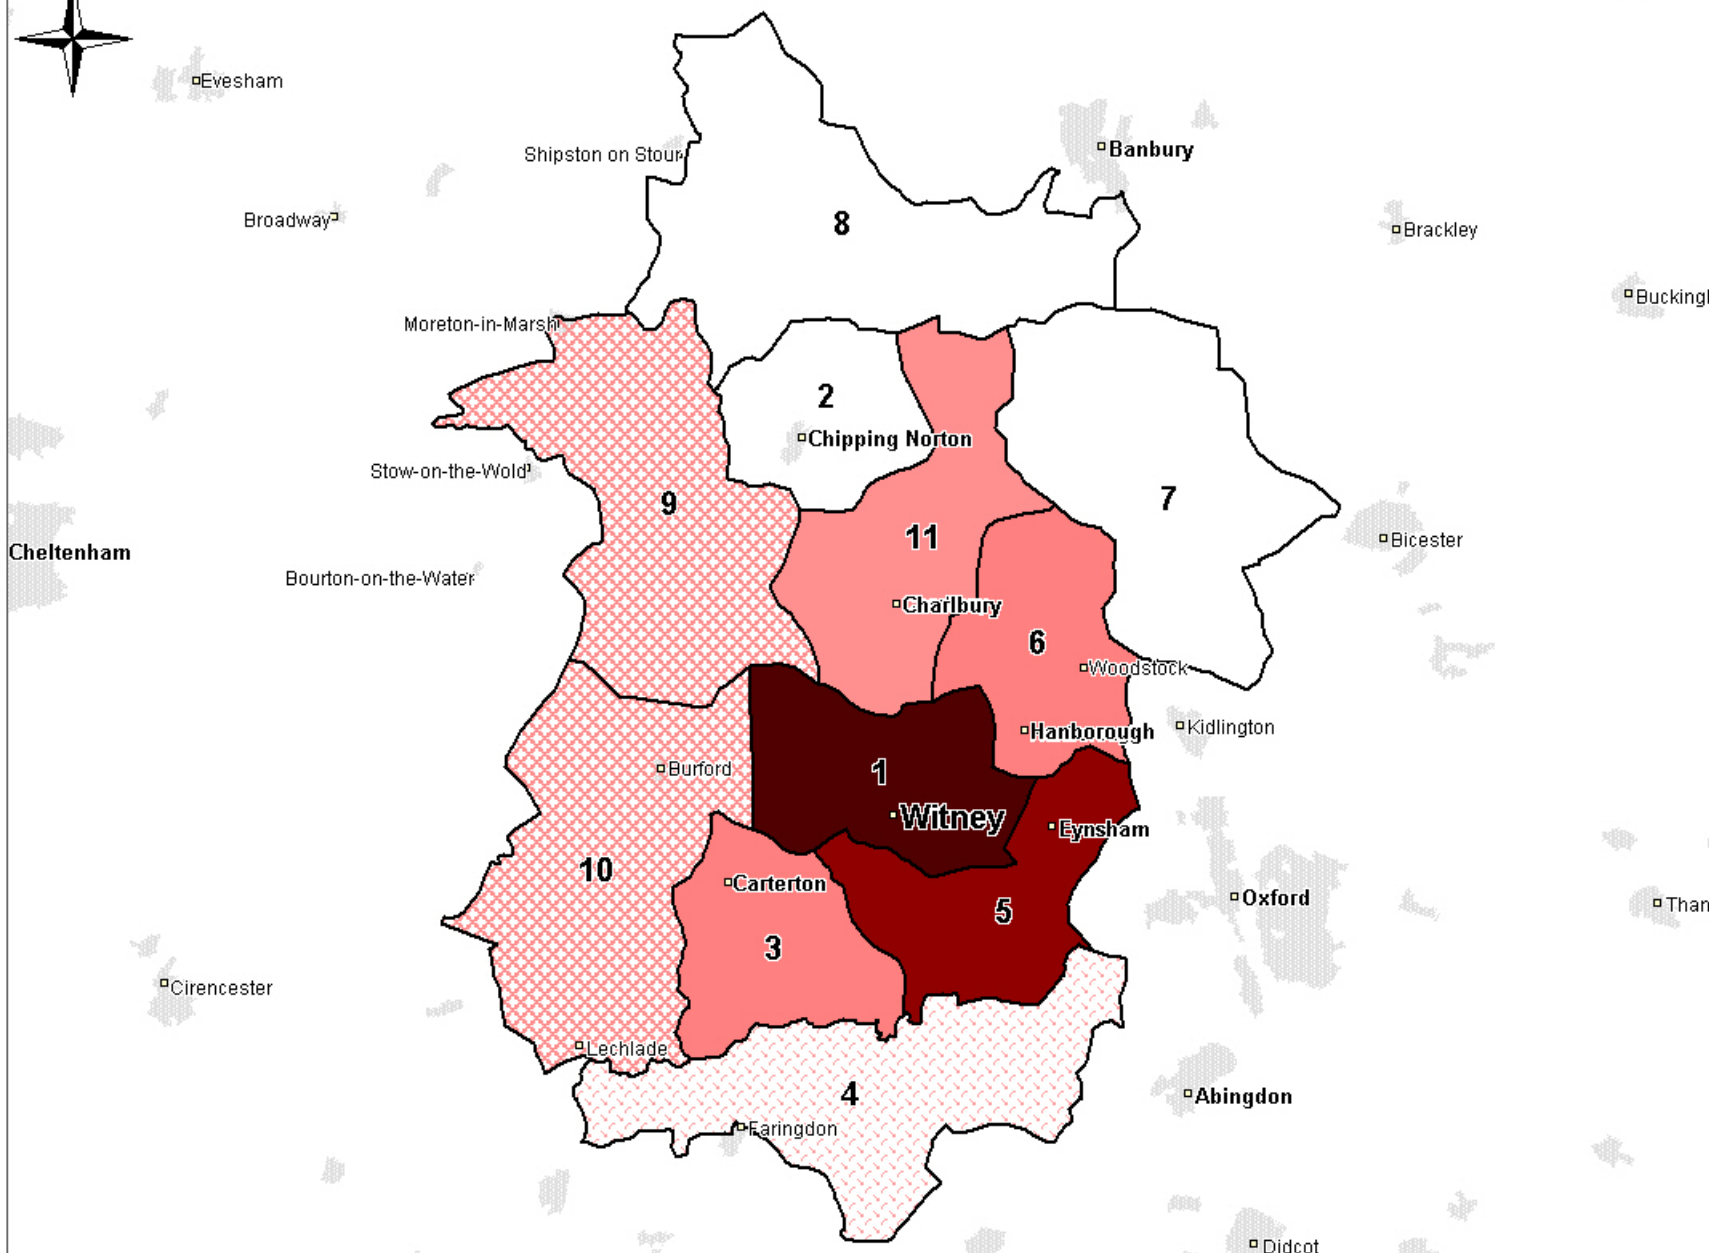 Evesham
Banbury
Shipston on Stour
Broadway
8
Brackley
Buckingh
Moreton-in-Marsh
2
Chipping Norton
Stow-on-the-Wold
9
7
11
Bicester
Cheltenham
Bourton-on-the-Water
Charlbury
6
Woodstock
Kidlington
Hanborough
Burford
1
Witney
Eynsham
10
Carterton
Oxford
Than
5
3
Cirencester
Lechlade
4
Abingdon
Faringdon
Didcot